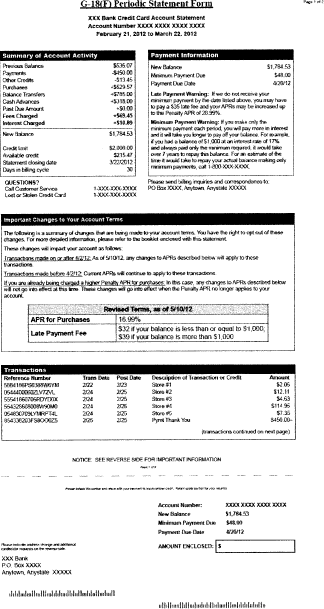 G-18(F) Periodic Statement Form
Page 1 of 2
XXX Bank Credit Card Account Statement
Account Number XXXX XXXX XXXX XXXX
February 21, 2012 to March 22, 2012
Summary of Account Activity
Previous Balance $535.07
Payments -$450.00
Other Credits -$13.45
Purchases +$529.57
Balance Transfers +$785.00
Cash Advances +$318.00
Past Due Amount +$0.00
Fees Charged +$69.45
Interest Charged +$10.89
New Balance $1,784.53
Credit limit $2,000.00
Available credit $215.47
Statement closing date 3/22/2012
Days in billing cycle 30
QUESTIONS?
Call Customer Service 1-XXX-XXX-XXXX
Lost or Stolen Credit Card 1-XXX-XXX-XXXX
Payment Information
New Balance $1,784.53
Minimum Payment Due $48.00
Payment Due Date 4/20/12
Late Payment Warning: If we do not receive your
minimum payment by the date listed above, you may have
to pay a $35 late fee and your APRs may be increased up
to the Penalty APR of 28.99%.
Minimum Payment Warning: If you make only the
minimum payment each period, you will pay more in interest
and it will take you longer to pay off your balance. For example,
if you had a balance of $1,000 at an interest rate of 17%
and always paid only the minimum required, it would take
over 7 years to repay this balance. For an estimate of the
time it would take to repay your actual balance making only
minimum payments, call 1-800-XXX-XXXX.
Please send billing inquiries and correspondence to:
PO Box XXXX, Anytown, Anystate XXXXX
Important Changes to Your Account Terms
The following is a summary of changes that are being made to your account terms. You have the right to opt out of these
changes. For more detailed information, please refer to the booklet enclosed with this statement.
These changes will impact your account as follows:
Transactions made on or after 4/9/12: As of 5/10/12, any changes to APRs described below will apply to these
transactions.
Transactions made before 4/9/12: Current APRs will continue to apply to these transactions.
If you are already being charged a higher Penalty APR for purchases: In this case, any changes to APRs described below
will not go into effect at this time. These changes will go into effect when the Penalty APR no longer applies to your
account.
Revised Terms, as of 5/10/12
APR for Purchases 16.99%
Late Payment Fee $32 if your balance is less than or equal to $1,000;
$39 if your balance is more than $1,000
Transactions
Reference Number Trans Date Post Date Description of Transaction or Credit Amount
2/22 2/23 Store #1 $2.05
2/24 2/25 Store #2 $12.11
2/24 2/25 Store #3 $4.63
2/24 2/26 Store #4 $114.95
2/24 2/26 Store #5 $7.35
2/24 2/25 Pymt Thank You $450.00-
(transactions continued on next page)
NOTICE: SEE REVERSE SIDE FOR IMPORTANT INFORMATION
Page 1 of 2
Please detach this portion and return with your payment to insure proper credit.
Account Number: XXXX XXXX XXXX XXXX
New Balance $1,784.53
Minimum Payment Due $48.00
Payment Due Date 4/20/12
AMOUNT ENCLOSED: $
Please indicate address change and additional
cardholder requests on the reverse side.
XXX Bank
P.O. Box XXXX
Anytown, Anystate XXXXX